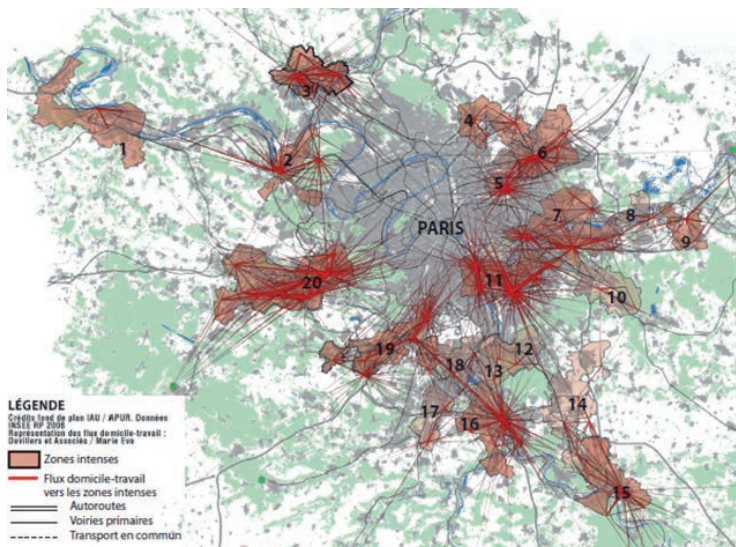 3
4
1
2
6
5
7
8
PARIS
9
20
11
10
19
12
18
13
17
16
14
15
LÉGENDE
Crédits fond de plan IAU / APUR. Données
INSEE RP 2008
Représentation des flux domicile-travail :
Devillers et Associés / Marie Eve
Zones intenses
Flux domicile-travail
vers les zones intenses
Autoroutes
Voiries primaires
Transport en commun